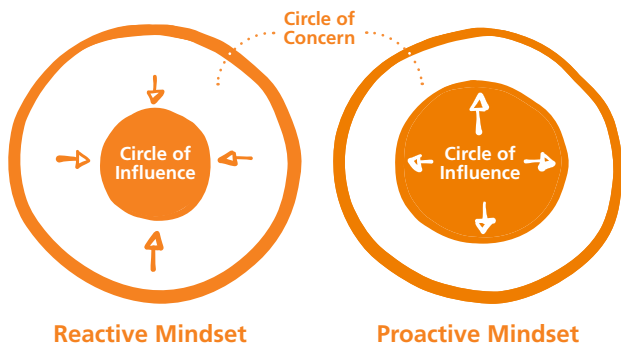 Circle of
Concern
Circle of
Influence
Circle of
Influence
Reactive Mindset
Proactive Mindset